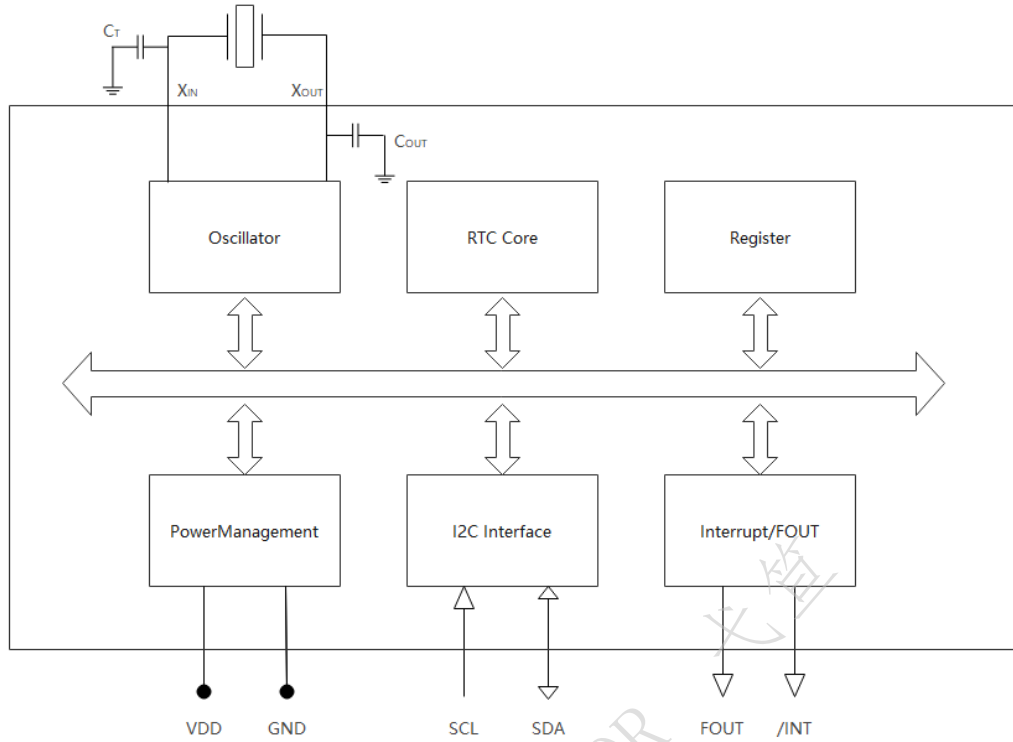 CT
XIN XOUT
COUT
Oscillator RTC Core Register
PowerManagement I2C Interface Interrupt/FOUT
VDD GND SCL SDA FOUT /INT